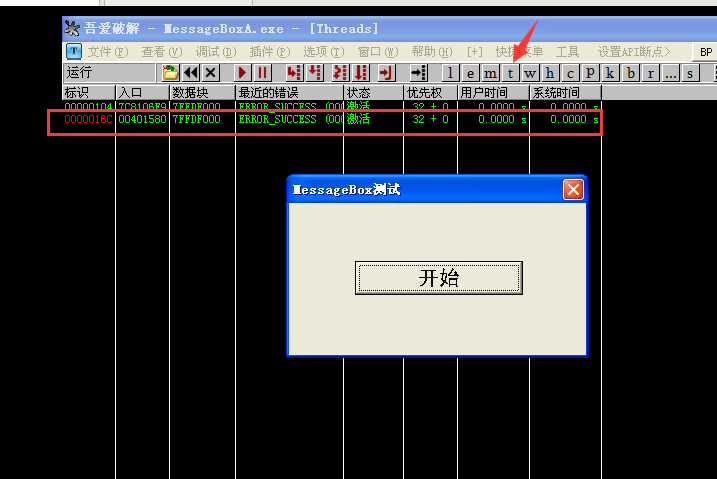 吾爱破解 - MessageBoxA.exe - [Threads]
T 文件(F) 查看(V) 调试(D) 插件(P) 选项(T) 窗口(W) 帮助(H) [+] 快捷菜单 工具 设置API断点> BP
运行 l e m t w h c P k b r ... s
标识 入口 数据块 最近的错误 状态 优先权 用户时间 系统时间
00000104 7C8106F9 7FFDE000 ERROR_SUCCESS (000 激活 32 + 0 0.0000 s 0.0000 s
0000018C 00401580 7FFDF000 ERROR_SUCCESS (000 激活 32 + 0 0.0000 s 0.0000 s
MessageBox测试
开始